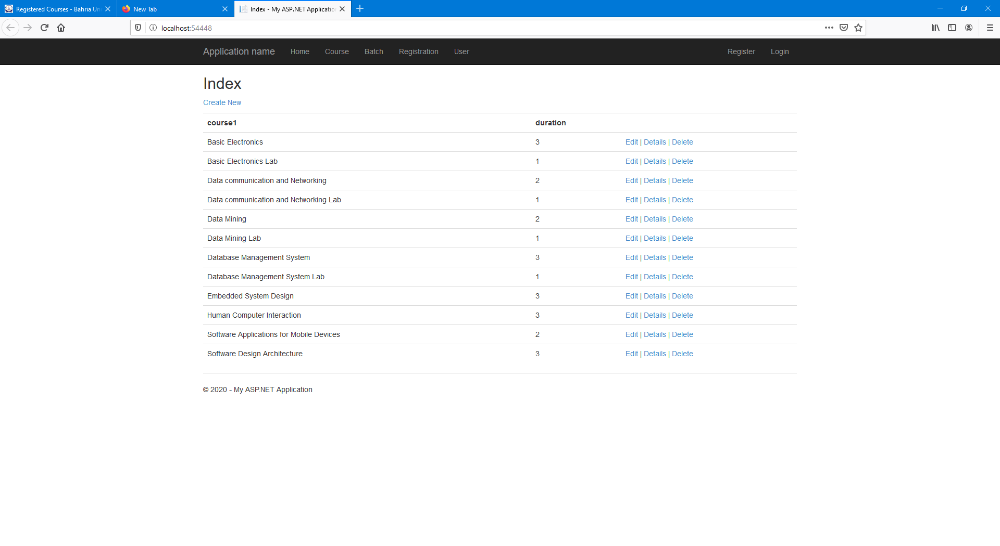 Registered Courses - Bahria Un
New Tab
Index - My ASP.NET Applicatio
localhost:54448
Application name Home Course Batch Registration User Register Login
Index
Create New
course1 duration
Basic Electronics 3 Edit | Details | Delete
Basic Electronics Lab 1 Edit | Details | Delete
Data communication and Networking 2 Edit | Details | Delete
Data communication and Networking Lab 1 Edit | Details | Delete
Data Mining 2 Edit | Details | Delete
Data Mining Lab 1 Edit | Details | Delete
Database Management System 3 Edit | Details | Delete
Database Management System Lab 1 Edit | Details | Delete
Embedded System Design 3 Edit | Details | Delete
Human Computer Interaction 3 Edit | Details | Delete
Software Applications for Mobile Devices 2 Edit | Details | Delete
Software Design Architecture 3 Edit | Details | Delete
© 2020 - My ASP.NET Application